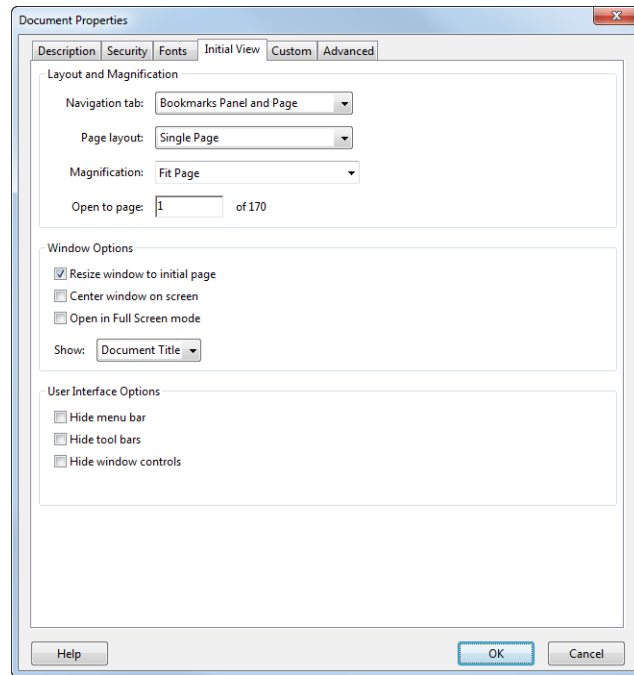 Document Properties
Description Security Fonts Initial View Custom Advanced
Layout and Magnification
Navigation tab: Bookmarks Panel and Page
Page layout: Single Page
Magnification: Fit Page
Open to page: 1 of 170
Window Options
Resize window to initial page
Center window on screen
Open in Full Screen mode
Show: Document Title
User Interface Options
Hide menu bar
Hide tool bars
Hide window controls
Help OK Cancel